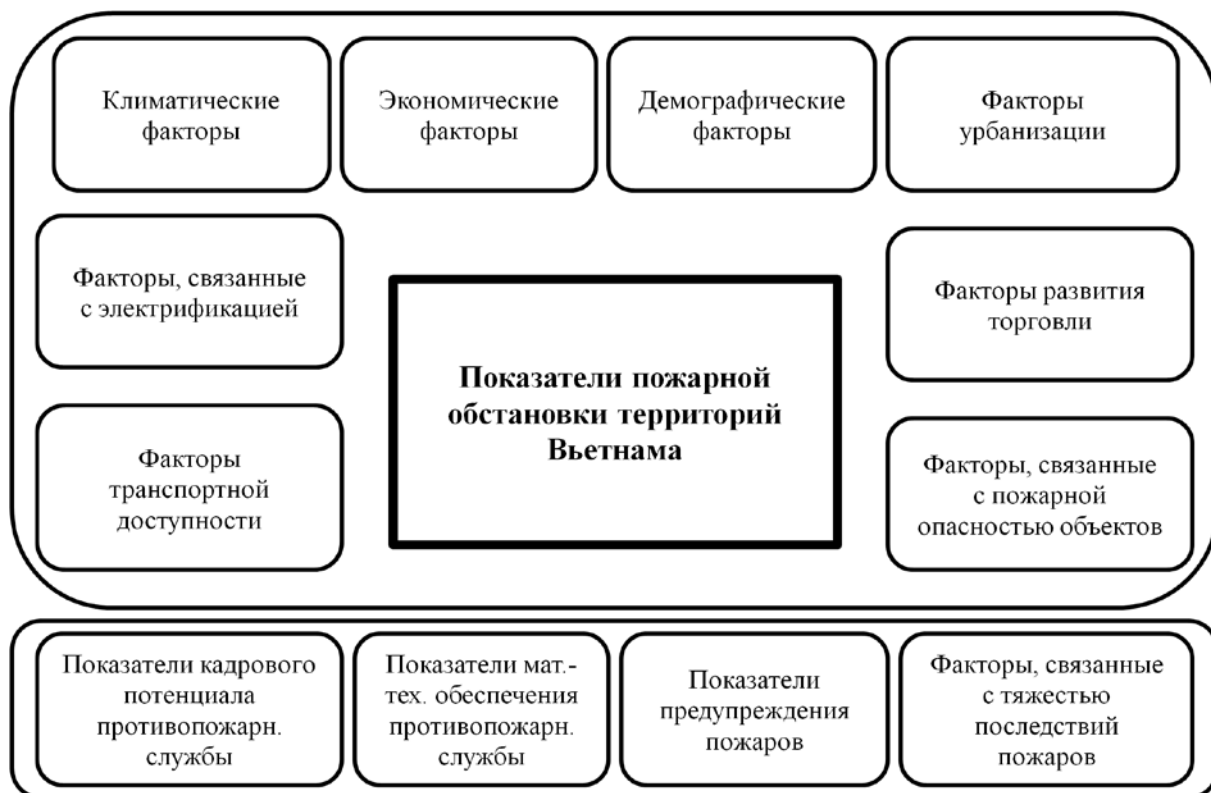 Климатические
факторы
Экономические
факторы
Демографические
факторы
Факторы
урбанизации
Факторы, связанные
с электрификацией
Факторы развития
торговли
Показатели пожарной
обстановки территорий
Вьетнама
Факторы
транспортной
доступности
Факторы, связанные
с пожарной
опасностью объектов
Показатели кадрового
потенциала
противопожарн.
службы
Показатели мат.-
тех. обеспечения
противопожарн.
службы
Показатели
предупреждения
пожаров
Факторы, связанные
с тяжестью
последствий
пожаров